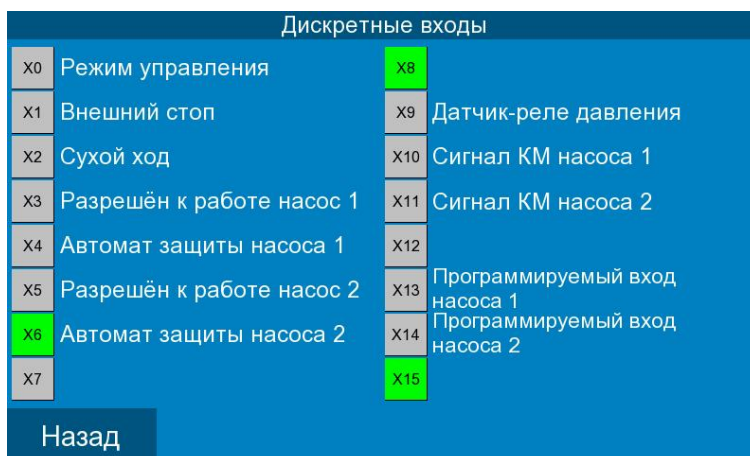 Дискретные входы
X0 Режим управления
X1 Внешний стоп
X2 Сухой ход
X3 Разрешён к работе насос 1
X4 Автомат защиты насоса 1
X5 Разрешён к работе насос 2
X6 Автомат защиты насоса 2
X7
X8
X9 Датчик-реле давления
X10 Сигнал КМ насоса 1
X11 Сигнал КМ насоса 2
X12
X13 Программируемый вход
насоса 1
X14 Программируемый вход
насоса 2
X15
Назад